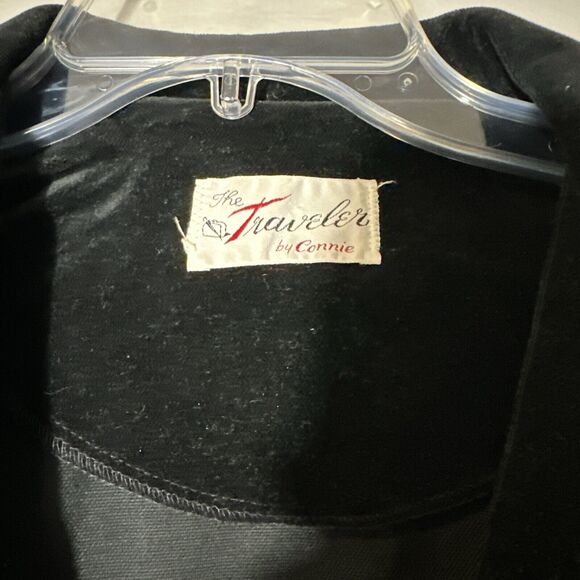 The
Traveler
by Connie